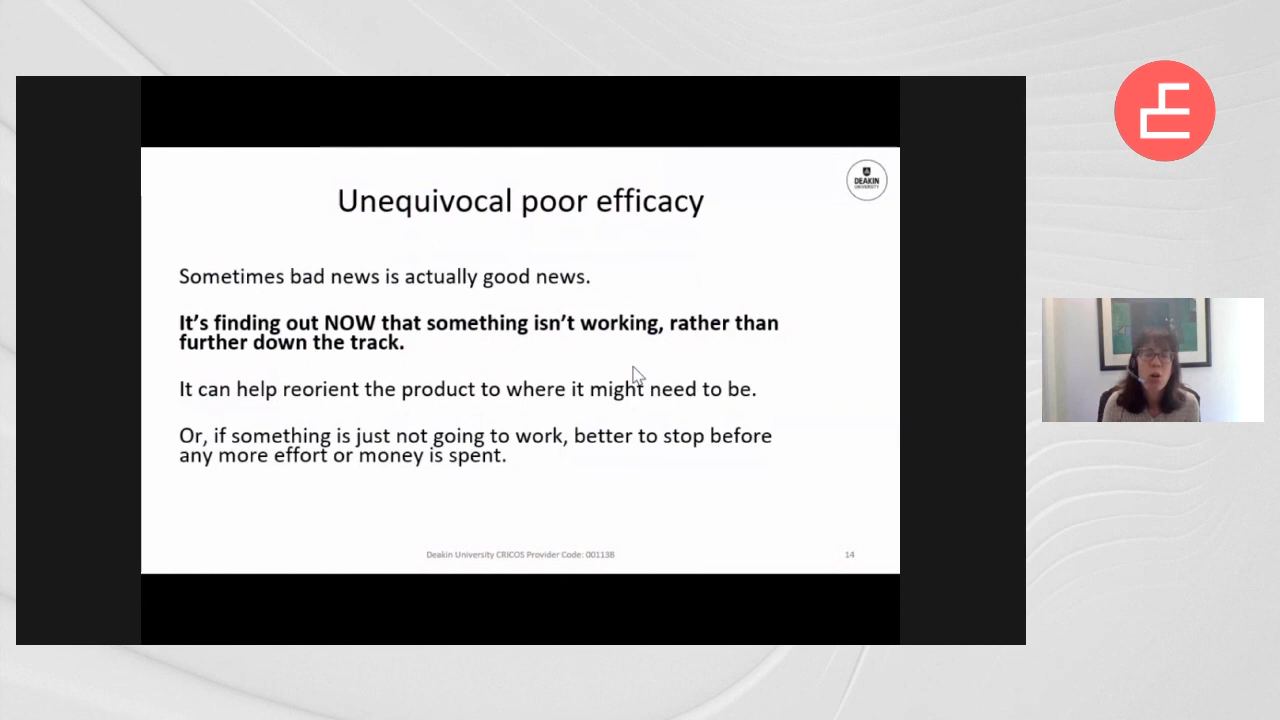 DEAKIN
UNIVERSITY
Unequivocal poor efficacy
Sometimes bad news is actually good news.
It’s finding out NOW that something isn’t working, rather than
further down the track.
It can help reorient the product to where it might need to be.
Or, if something is just not going to work, better to stop before
any more effort or money is spent.
Deakin University CRICOS Provider Code: 00113B
14